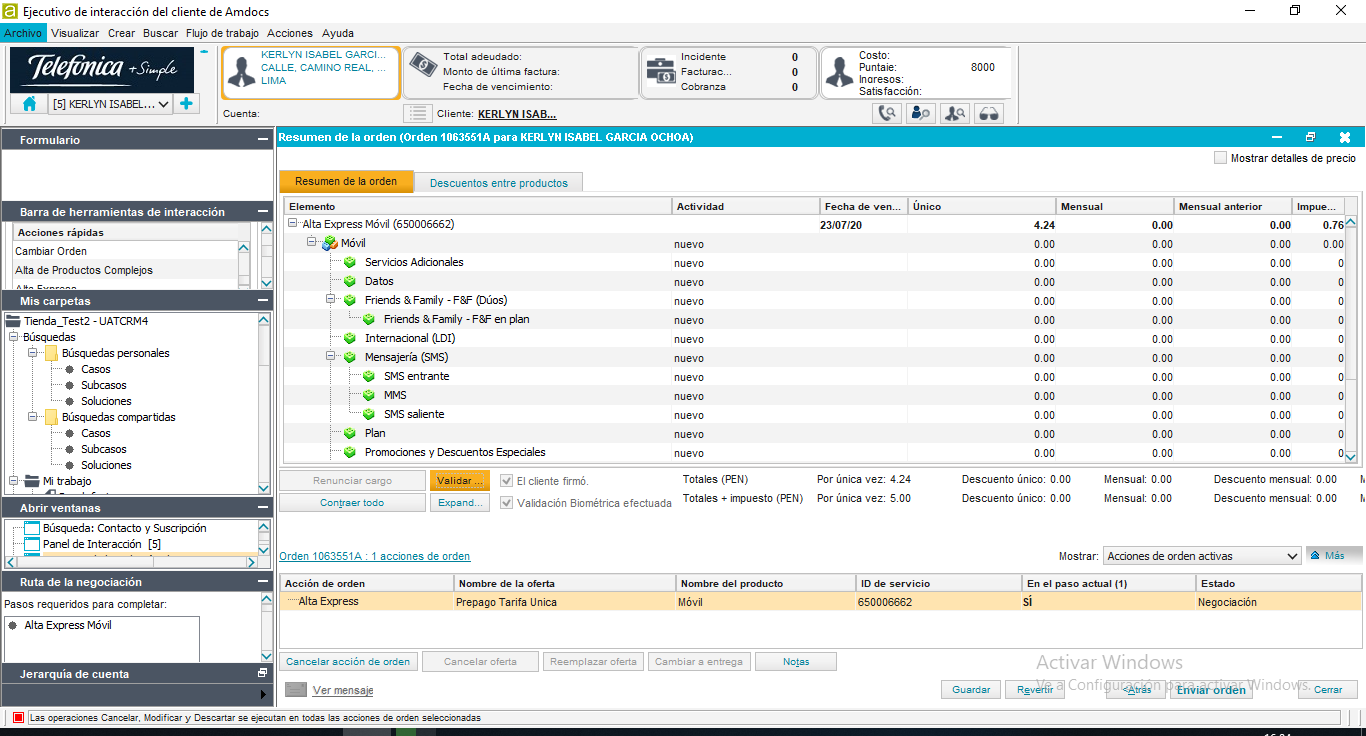 Ejecutivo de interacción del cliente de Amdocs
Archivo Visualizar Crear Buscar Flujo de trabajo Acciones Ayuda
Telefónica +Simple
[5] KERLYN ISABEL...
KERLYN ISABEL GARCI...
CALLE, CAMINO REAL, ...
LIMA
Total adeudado:
Monto de última factura:
Fecha de vencimiento:
Incidente 0
Facturac... 0
Cobranza 0
Costo:
Puntaje: 8000
Ingresos:
Satisfacción:
Cuenta:
Cliente: KERLYN ISAB...
Formulario
Barra de herramientas de interacción
Acciones rápidas
Cambiar Orden
Alta de Productos Complejos
Alta Express
Mis carpetas
Tienda_Test2 - UATCRM4
Búsquedas
Búsquedas personales
Casos
Subcasos
Soluciones
Búsquedas compartidas
Casos
Subcasos
Soluciones
Mi trabajo
Abrir ventanas
Búsqueda: Contacto y Suscripción
Panel de Interacción [5]
Ruta de la negociación
Pasos requeridos para completar:
Alta Express Móvil
Jerarquía de cuenta
Resumen de la orden (Orden 1063551A para KERLYN ISABEL GARCIA OCHOA)
Mostrar detalles de precio
Resumen de la orden Descuentos entre productos
Elemento Actividad Fecha de ven... Único Mensual Mensual anterior Impue...
Alta Express Móvil (650006662) 23/07/20 4.24 0.00 0.00 0.76
Móvil nuevo 0.00 0.00 0.00 0.00
Servicios Adicionales nuevo 0.00 0.00 0.00 0
Datos nuevo 0.00 0.00 0.00 0
Friends & Family - F&F (Dúos) nuevo 0.00 0.00 0.00 0
Friends & Family - F&F en plan nuevo 0.00 0.00 0.00 0
Internacional (LDI) nuevo 0.00 0.00 0.00 0
Mensajería (SMS) nuevo 0.00 0.00 0.00 0
SMS entrante nuevo 0.00 0.00 0.00 0
MMS nuevo 0.00 0.00 0.00 0
SMS saliente nuevo 0.00 0.00 0.00 0
Plan nuevo 0.00 0.00 0.00 0
Promociones y Descuentos Especiales nuevo 0.00 0.00 0.00 0
Renunciar cargo Validar ... El cliente firmó. Totales (PEN) Por única vez: 4.24 Descuento único: 0.00 Mensual: 0.00 Descuento mensual: 0.00 M
Contraer todo Expand... Validación Biométrica efectuada Totales + impuesto (PEN) Por única vez: 5.00 Descuento único: 0.00 Mensual: 0.00 Descuento mensual: 0.00 M
Orden 1063551A : 1 acciones de orden Mostrar: Acciones de orden activas Más
Acción de orden Nombre de la oferta Nombre del producto ID de servicio En el paso actual (1) Estado
Alta Express Prepago Tarifa Unica Móvil 650006662 SÍ Negociación
Cancelar acción de orden Cancelar oferta Reemplazar oferta Cambiar a entrega Notas
Activar Windows
Ve a Configuración para activar Windows.
Ver mensaje Guardar Revertir <Atrás Enviar orden Cerrar
Las operaciones Cancelar, Modificar y Descartar se ejecutan en todas las acciones de orden seleccionadas